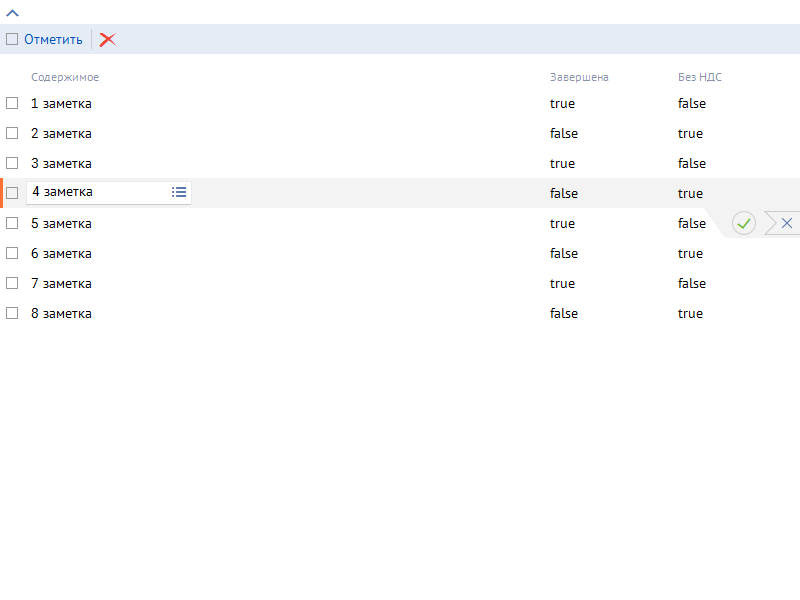 Отметить
Содержимое Завершена Без НДС
1 заметка true false
2 заметка false true
3 заметка true false
4 заметка false true
5 заметка true false
6 заметка false true
7 заметка true false
8 заметка false true